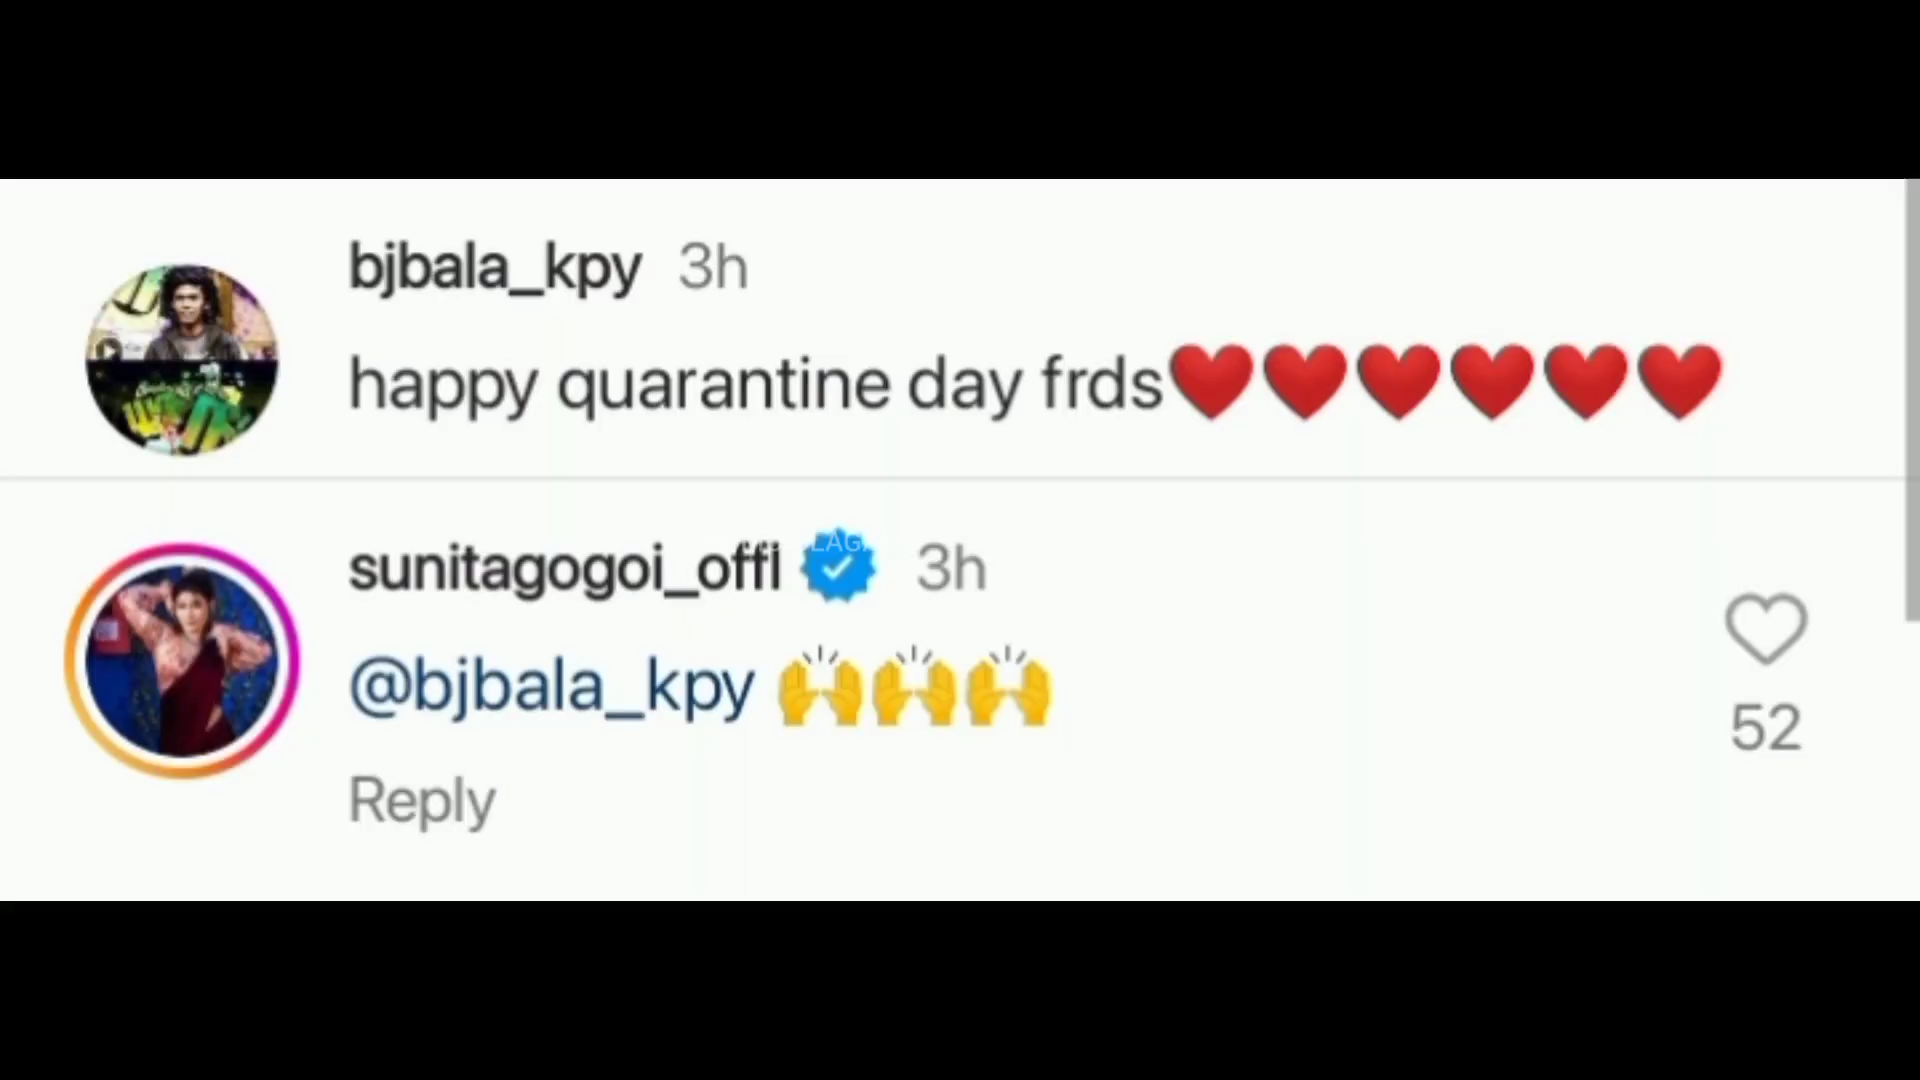 bjbala_kpy 3h
happy quarantine day frds❤️❤️❤️❤️❤️❤️
sunitagogoi_offl 3h
@bjbala_kpy 🙌🙌🙌
52
Reply